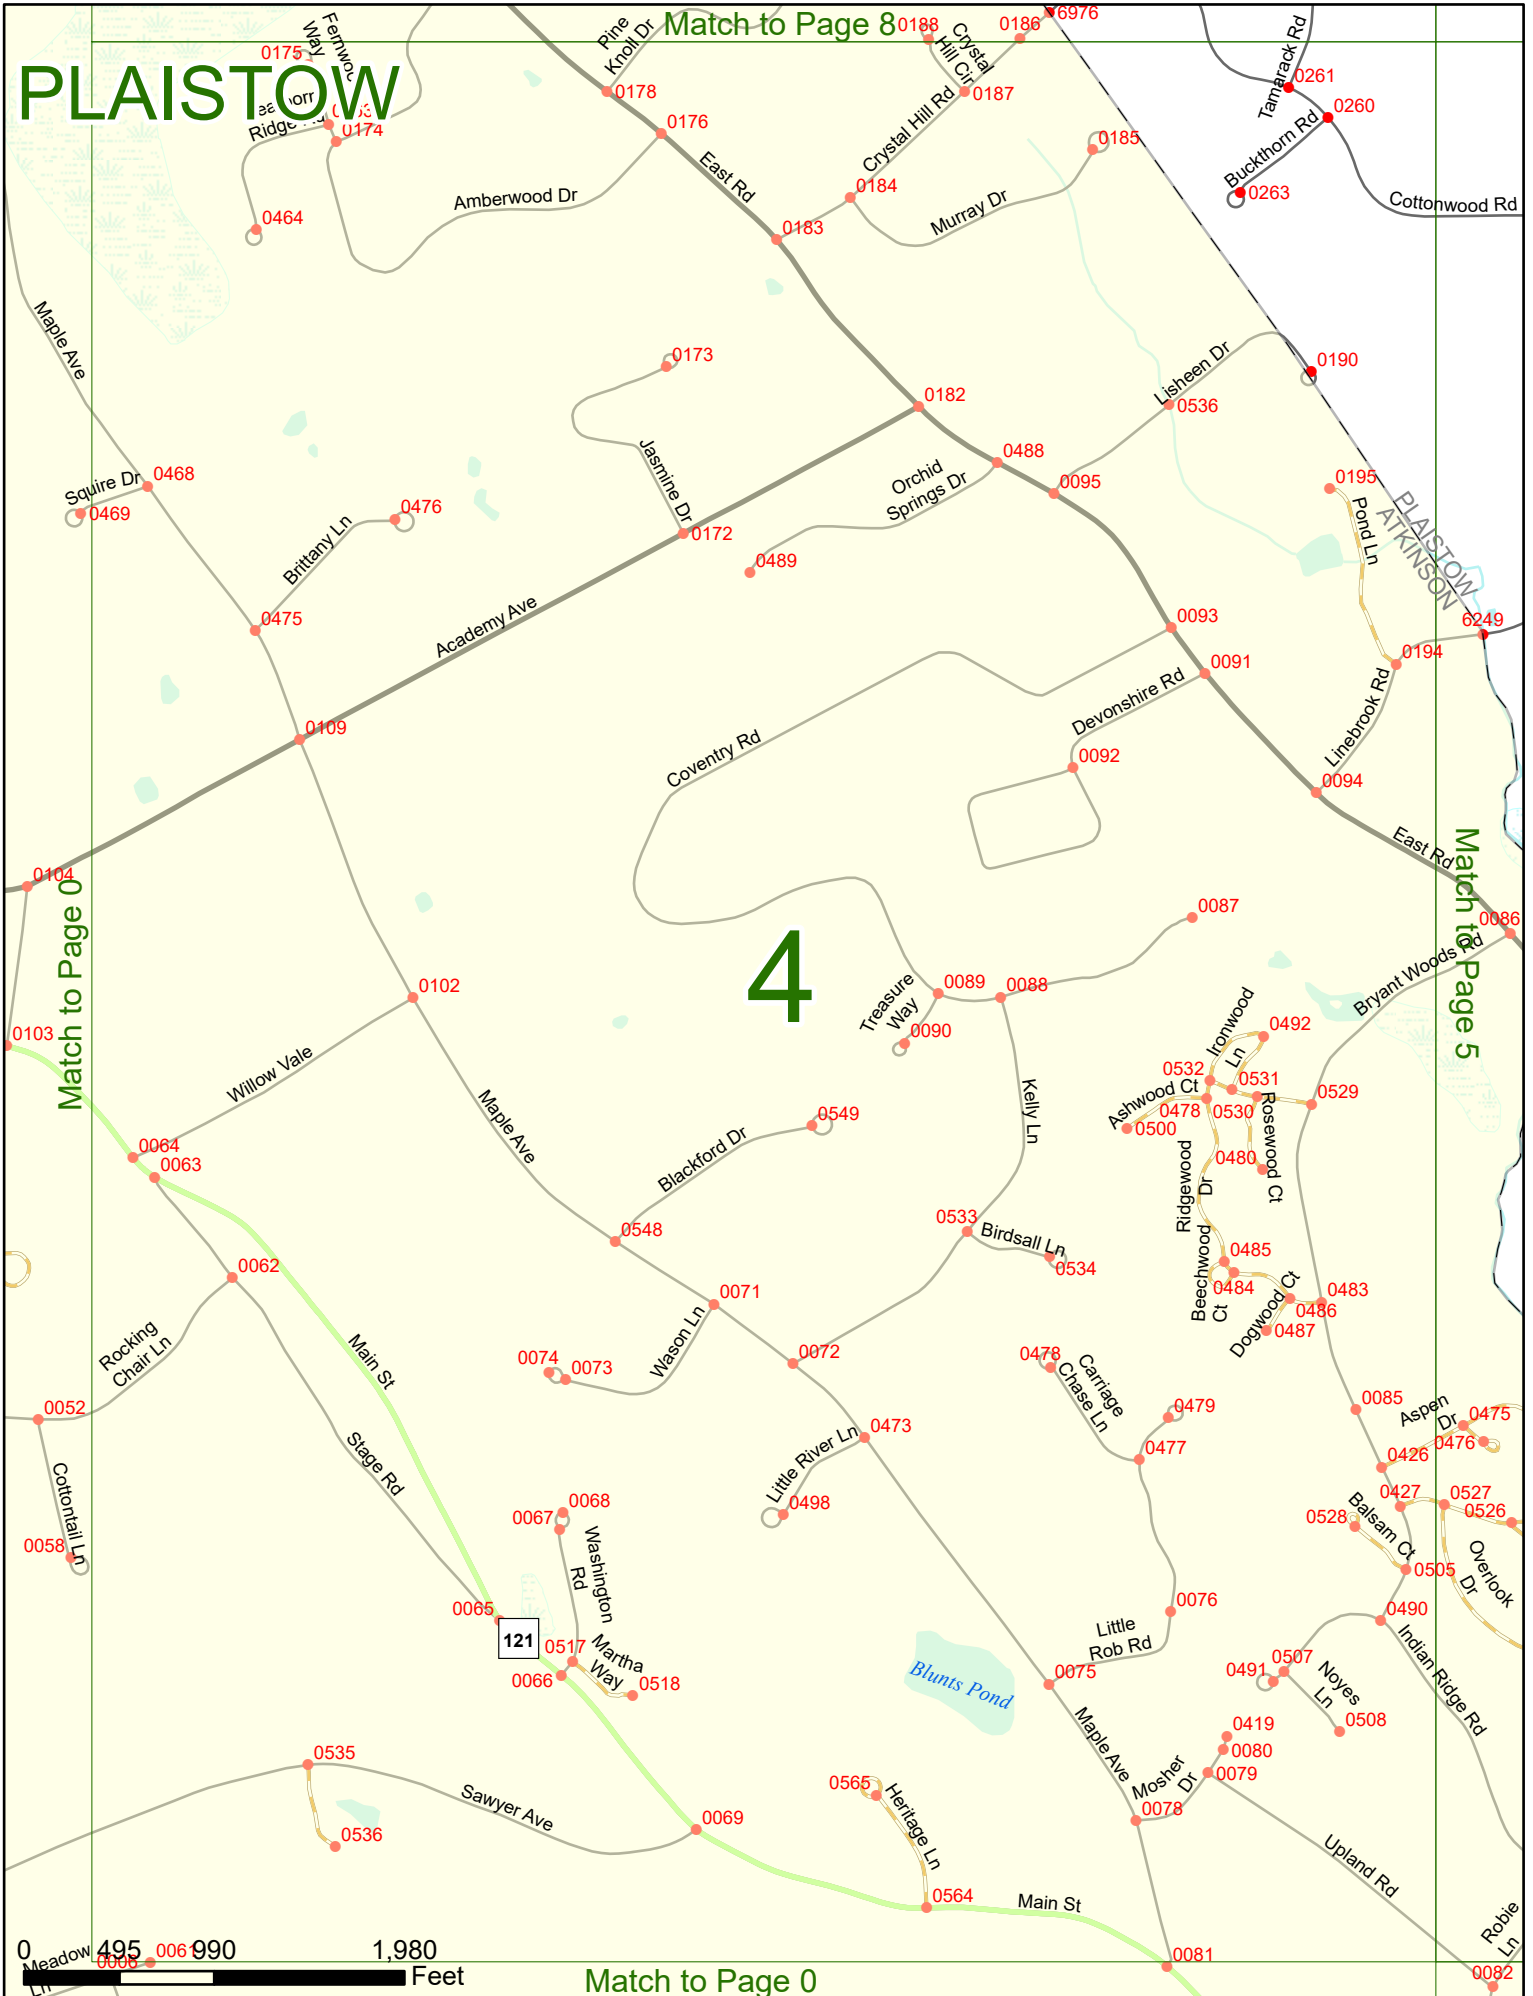 Match to Page 8
PLAISTOW
0175
Fernwo
Way
Pine
Knoll Dr
0188
Crystal
Hill Cir
0186
6976
Tamarack Rd
0261
0260
0178
0187
0174
Ridge
0176
East Rd
Crystal Hill Rd
0185
Buckthorn Rd
0263
Cottonwood Rd
0184
Murray Dr
Amberwood Dr
0464
0183
Maple Ave
0173
0182
Lisheen Dr
0190
0536
Jasmine Dr
0488
Orchid
Springs Dr
0095
0468
Squire Dr
0469
0476
Brittany Ln
0172
0489
0195
Pond Ln
PLAISTOW
ATKINSON
0475
Academy Ave
0093
6249
0194
0091
Devonshire Rd
Linebrook Rd
0109
Coventry Rd
0092
0094
East Rd
0104
Match to Page 0
Match to Page 5
0087
0086
Bryant Woods Rd
4
0102
0089
0088
Treasure
Way
0090
0103
Willow Vale
Maple Ave
Kelly Ln
Ironwood
Ln
0492
0532
0531
0529
Ashwood Ct
0478
0530
0500
Rosewood Ct
0480
0549
Blackford Dr
0064
0063
Ridgewood
Dr
0548
0533
Birdsall Ln
0534
0485
0484
Beechwood
Ct
Dogwood Ct
0483
0486
0487
0062
0071
Wason Ln
Rocking
Chair Ln
Main St
0074
0073
0072
0478
Carriage
Chase Ln
0479
0085
Aspen
Dr
0475
0476
0052
0473
Little River Ln
0477
0426
Stage Rd
Cottontail Ln
0058
0068
0067
0498
0427
0527
0526
0528
Balsam Ct
0505
Overlook
Dr
Washington
Rd
0065
121
0517
Martha
Way
0066
0518
0076
Little
Rob Rd
0490
Indian Ridge Rd
Blunts Pond
0075
0507
0491
Noyes
Ln
0508
Maple Ave
0419
0080
0079
Mosher
Dr
0078
0535
0536
Sawyer Ave
0069
0565
Heritage Ln
Upland Rd
0564
Main St
0081
Robie
Ln
0082
0 495 990 1,980
Feet
Meadow
Ln
0006
0061
Match to Page 0